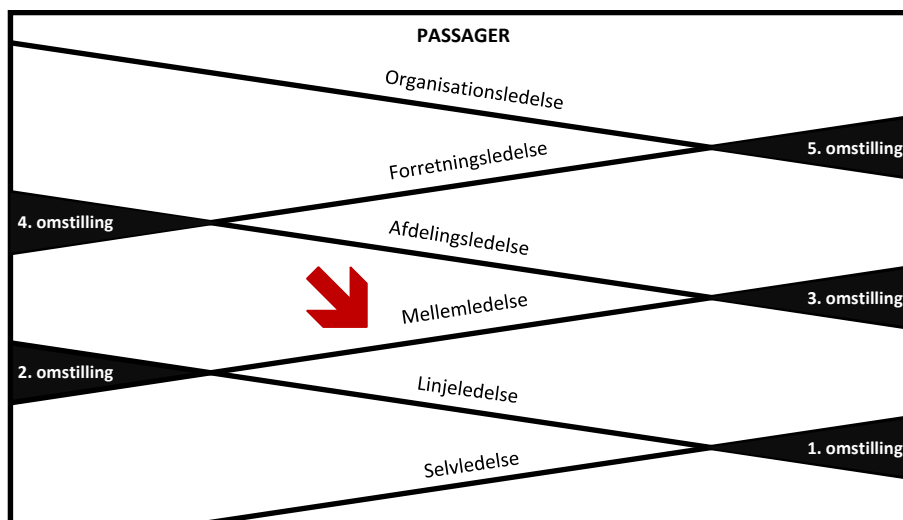 PASSAGER
Organisationsledelse
5. omstilling
Forretningsledelse
4. omstilling
Afdelingsledelse
3. omstilling
Mellemledelse
2. omstilling
Linjeledelse
1. omstilling
Selvledelse